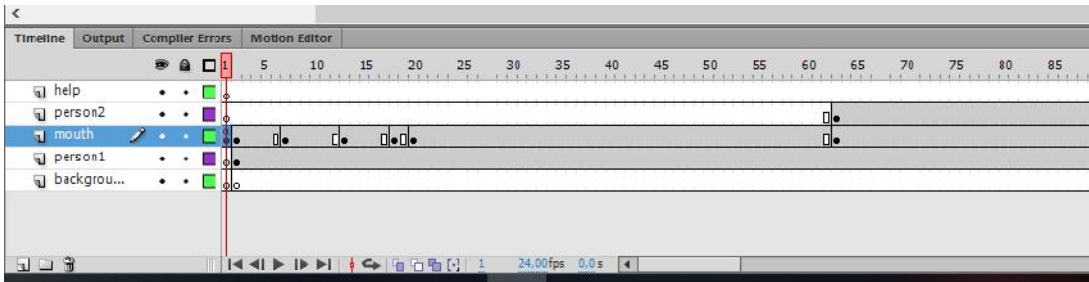 Timeline Output Compiler Errors Motion Editor
1 5 10 15 20 25 30 35 40 45 50 55 60 65 70 75 80 85
help
person2
mouth
person1
backgrou...
1 24,00fps 0,0 s